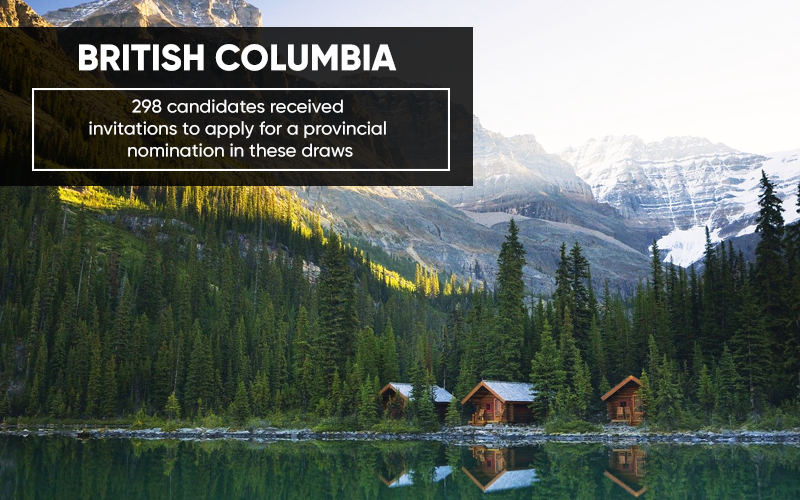 BRITISH COLUMBIA
298 candidates received
invitations to apply for a provincial
nomination in these draws